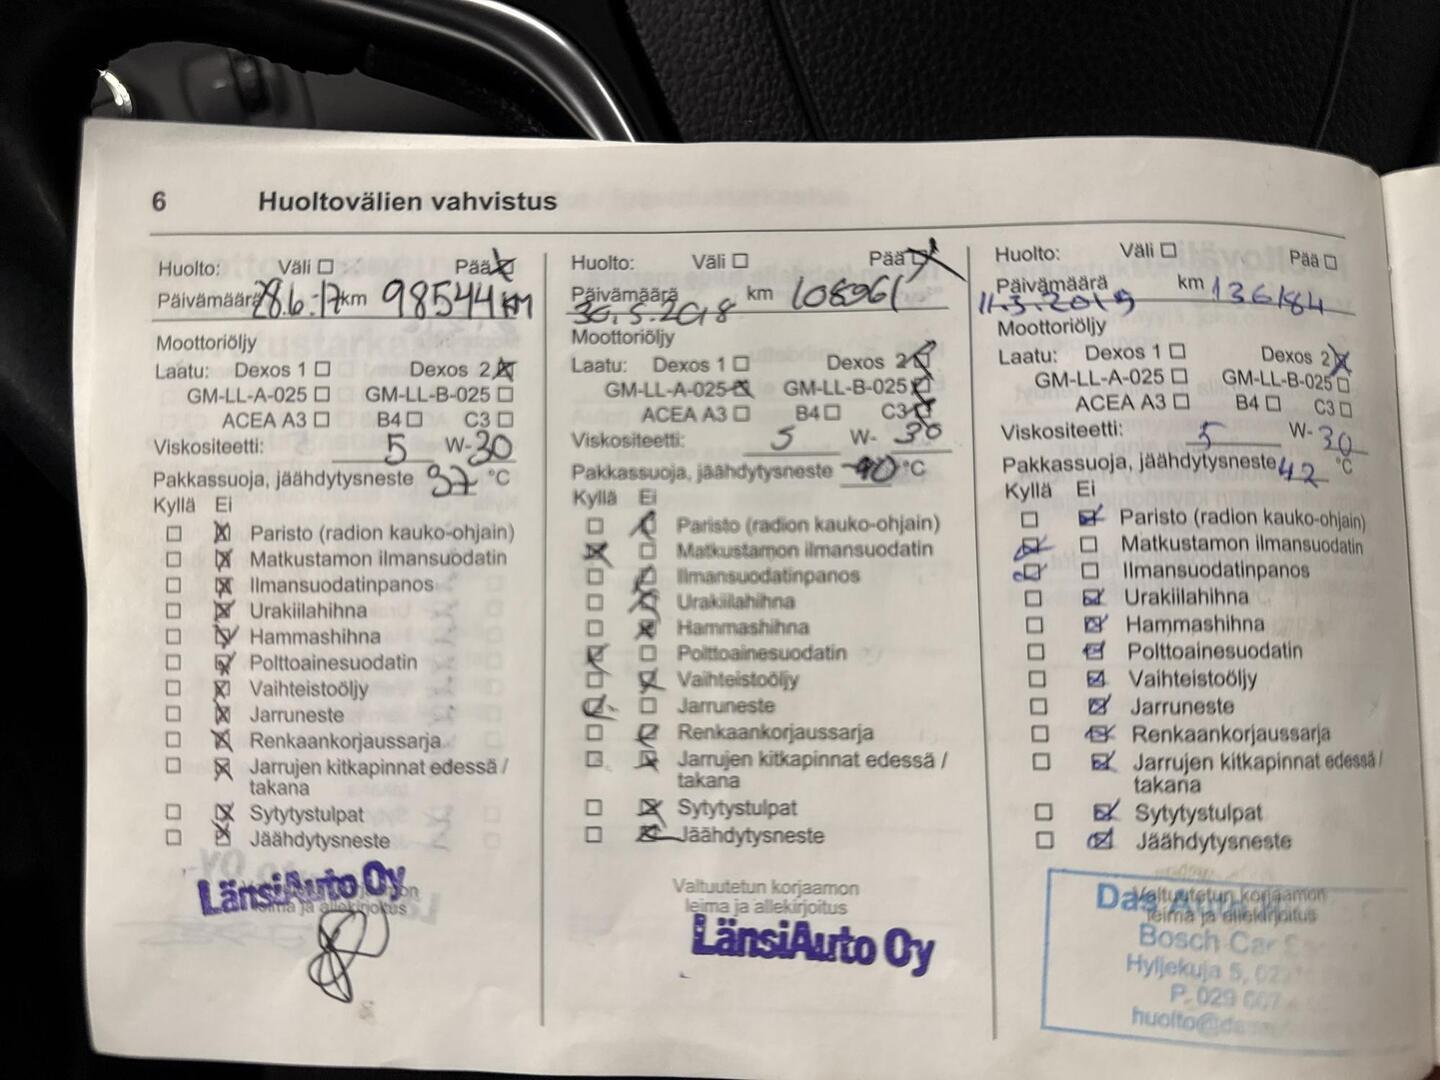 6 Huoltovälien vahvistus
Huolto: Väli Pää
Päivämäärä 28.6.-17 km 98544 KM
Moottoriöljy
Laatu: Dexos 1 Dexos 2
GM-LL-A-025 GM-LL-B-025
ACEA A3 B4 C3
Viskositeetti: 5 W-30
Pakkassuoja, jäähdytysneste 37 °C
Kyllä Ei
Paristo (radion kauko-ohjain)
Matkustamon ilmansuodatin
Ilmansuodatinpanos
Urakiilahihna
Hammashihna
Polttoainesuodatin
Vaihteistoöljy
Jarruneste
Renkaankorjaussarja
Jarrujen kitkapinnat edessä /
takana
Sytytystulpat
Jäähdytysneste
LänsiAuto Oy
leima ja allekirjoitus
Huolto: Väli Pää
Päivämäärä km 108961
30.5.2018
Moottoriöljy
Laatu: Dexos 1 Dexos 2
GM-LL-A-025 GM-LL-B-025
ACEA A3 B4 C3
Viskositeetti: 5 W- 30
Pakkassuoja, jäähdytysneste -40 °C
Kyllä Ei
Paristo (radion kauko-ohjain)
Matkustamon ilmansuodatin
Ilmansuodatinpanos
Urakiilahihna
Hammashihna
Polttoainesuodatin
Vaihteistoöljy
Jarruneste
Renkaankorjaussarja
Jarrujen kitkapinnat edessä /
takana
Sytytystulpat
Jäähdytysneste
Valtuutetun korjaamon
leima ja allekirjoitus
LänsiAuto Oy
Huolto: Väli Pää
Päivämäärä km 136184
11.3.2019
Moottoriöljy
Laatu: Dexos 1 Dexos 2
GM-LL-A-025 GM-LL-B-025
ACEA A3 B4 C3
Viskositeetti: 5 W- 30
Pakkassuoja, jäähdytysneste 42 °C
Kyllä Ei
Paristo (radion kauko-ohjain)
Matkustamon ilmansuodatin
Ilmansuodatinpanos
Urakiilahihna
Hammashihna
Polttoainesuodatin
Vaihteistoöljy
Jarruneste
Renkaankorjaussarja
Jarrujen kitkapinnat edessä /
takana
Sytytystulpat
Jäähdytysneste
Valtuutetun korjaamon
leima ja allekirjoitus
Das
Bosch Car
Hyljekuja 5,
P. 029